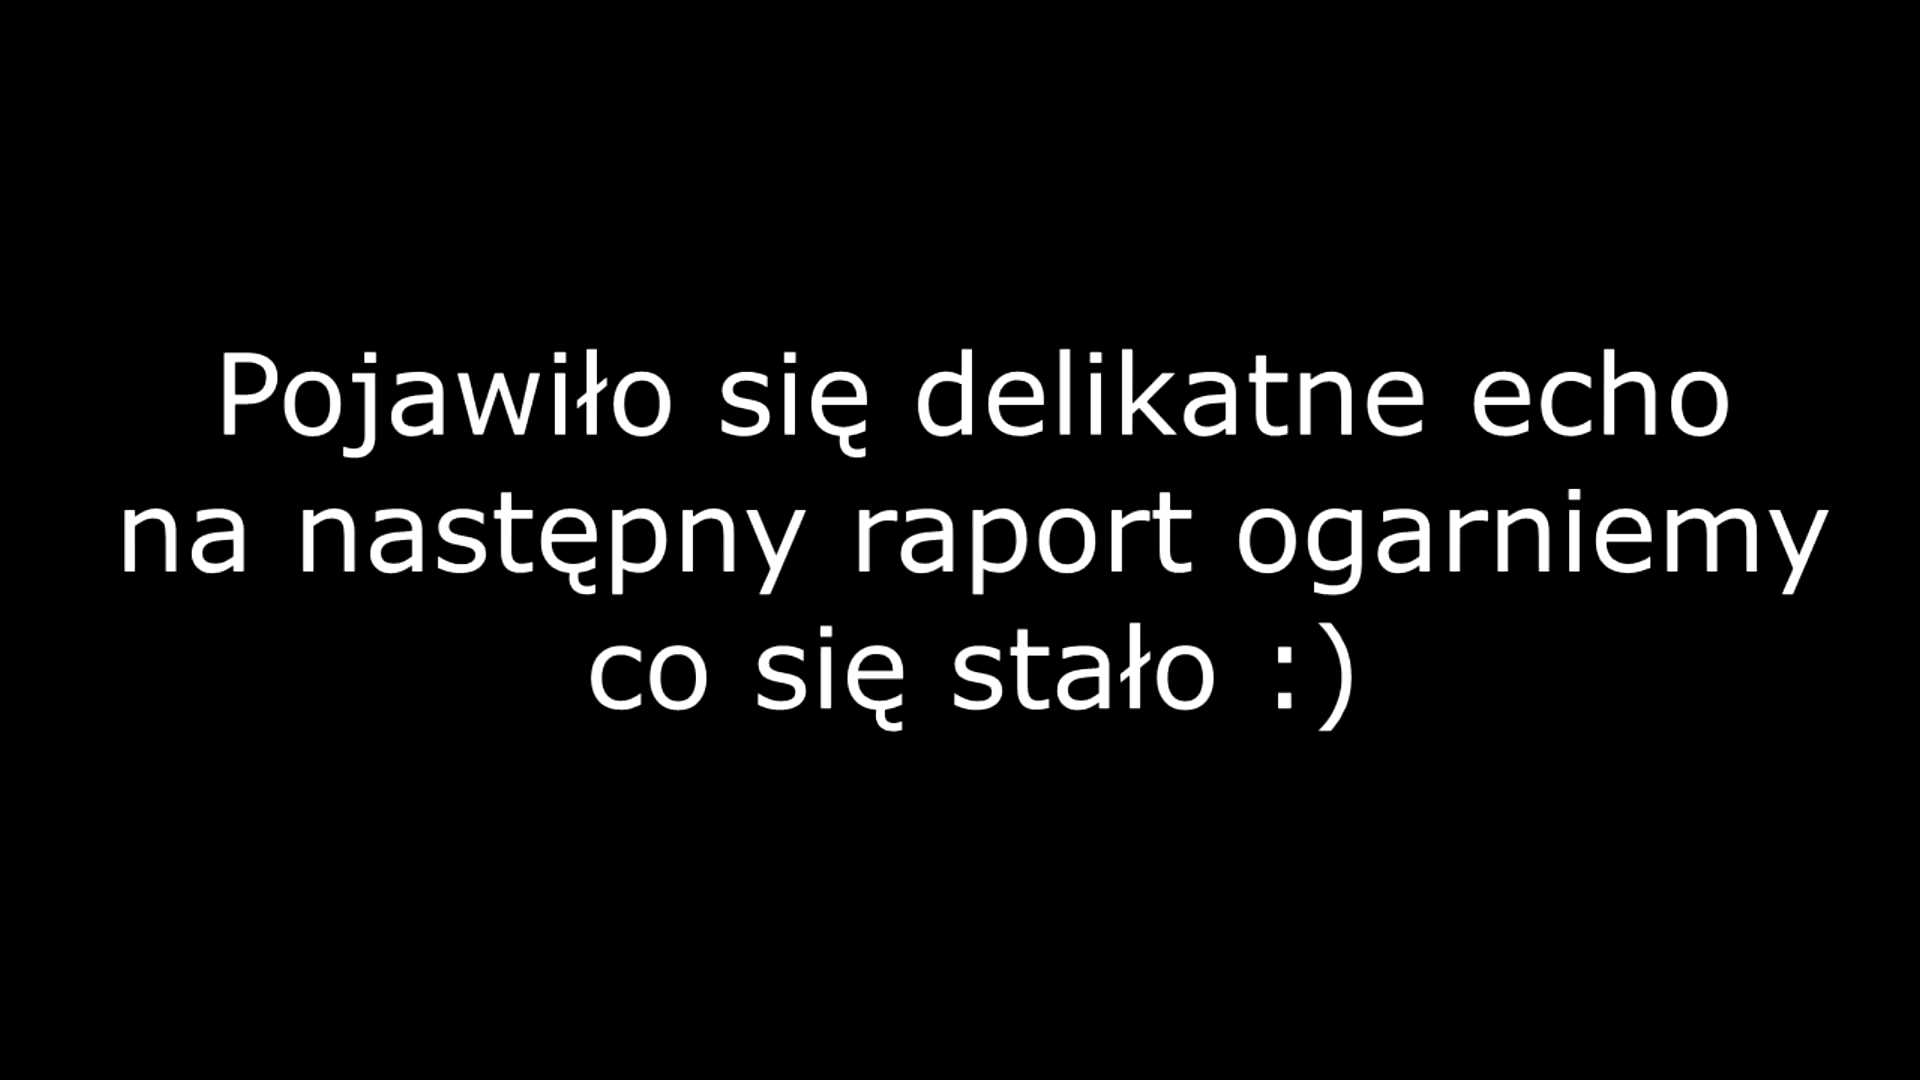 Pojawiło się delikatne echo
na następny raport ogarniemy
co się stało :)